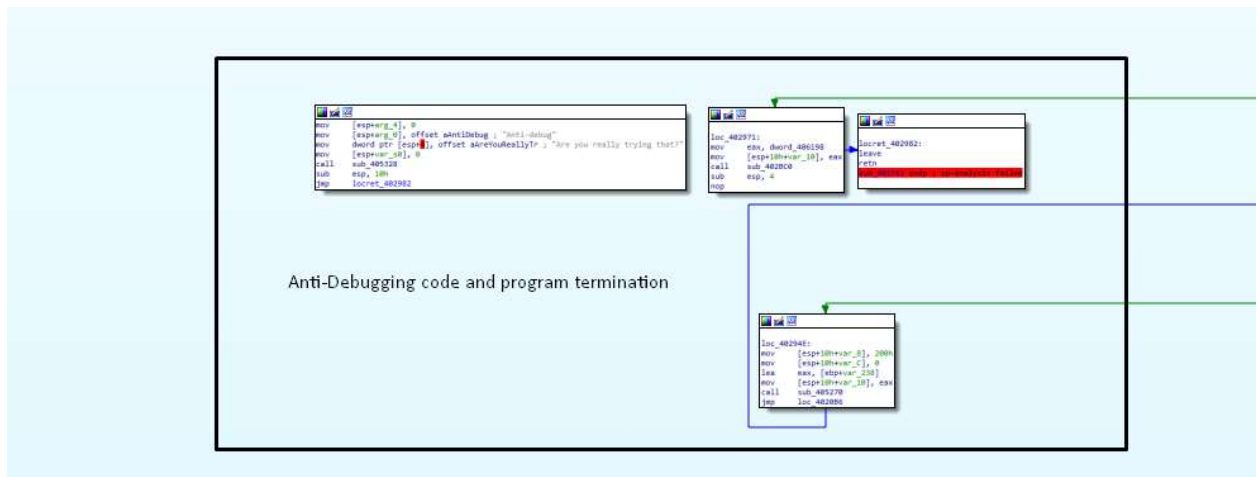 mov [esp+arg_4], 0
mov [esp+arg_0], offset aAntiDebug ; "Anti-debug"
mov dword ptr [esp+ ], offset aAreYouReallyTr ; "Are you really trying that?"
mov [esp+var_s0], 0
call sub_405328
sub esp, 10h
jmp locret_402982
loc_402971:
mov eax, dword_406198
mov [esp+10h+var_10], eax
call
sub esp, 4
nop
locret_402982:
leave
retn
endp ; sp-analysis failed
Anti-Debugging code and program termination
loc_40294E:
mov [esp+10h+var_8], 200h
mov [esp+10h+var_C], 0
lea eax, [ebp+var_238]
mov [esp+10h+var_10], eax
call sub_405270
jmp